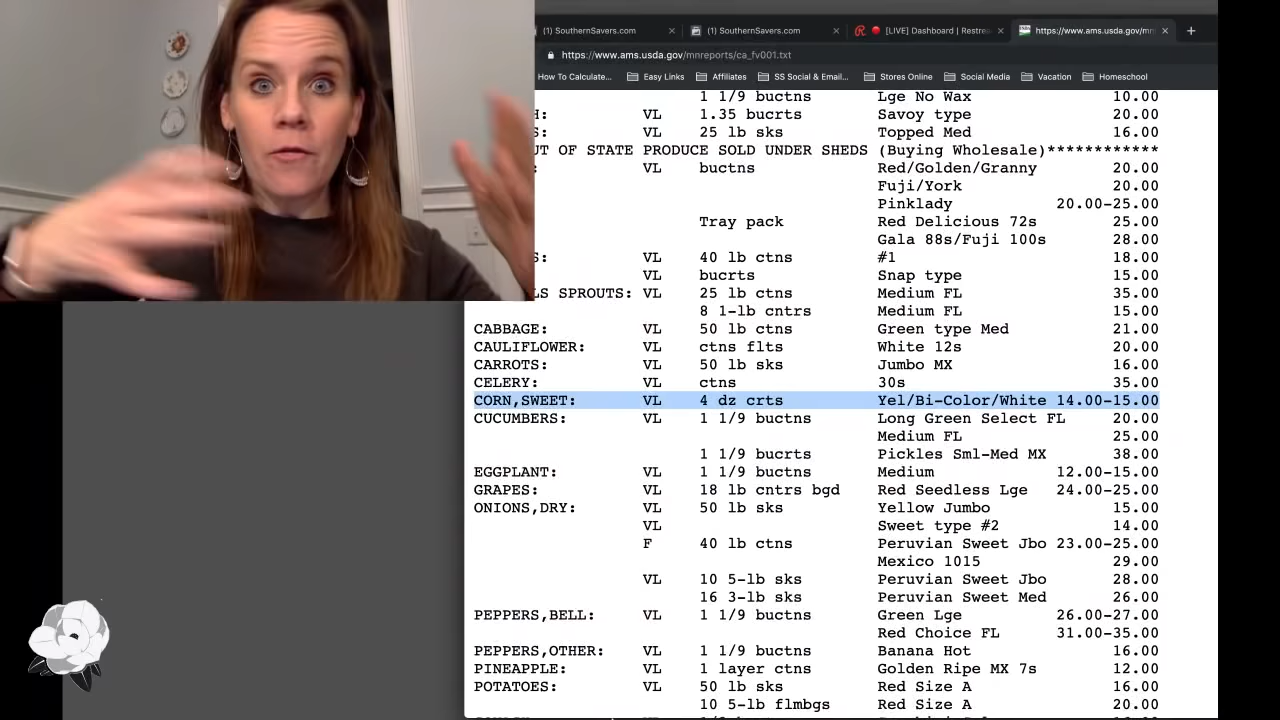 (1) SouthernSavers.com
(1) SouthernSavers.com
[LIVE] Dashboard | Restrea
https://www.ams.usda.gov/mn
https://www.ams.usda.gov/mnreports/ca_fv001.txt
How To Calculate...
Easy Links
Affiliates
SS Social & Email...
Stores Online
Social Media
Vacation
Homeschool
1 1/9 buctns Lge No Wax 10.00
H: VL 1.35 bucrts Savoy type 20.00
S: VL 25 lb sks Topped Med 16.00
UT OF STATE PRODUCE SOLD UNDER SHEDS (Buying Wholesale)************
: VL buctns Red/Golden/Granny 20.00
Fuji/York 20.00
Pinklady 20.00-25.00
Tray pack Red Delicious 72s 25.00
Gala 88s/Fuji 100s 28.00
S: VL 40 lb ctns #1 18.00
VL bucrts Snap type 15.00
LS SPROUTS: VL 25 lb ctns Medium FL 35.00
8 1-lb cntrs Medium FL 15.00
CABBAGE: VL 50 lb ctns Green type Med 21.00
CAULIFLOWER: VL ctns flts White 12s 20.00
CARROTS: VL 50 lb sks Jumbo MX 16.00
CELERY: VL ctns 30s 35.00
CORN,SWEET: VL 4 dz crts Yel/Bi-Color/White 14.00-15.00
CUCUMBERS: VL 1 1/9 buctns Long Green Select FL 20.00
Medium FL 25.00
1 1/9 bucrts Pickles Sml-Med MX 38.00
EGGPLANT: VL 1 1/9 buctns Medium 12.00-15.00
GRAPES: VL 18 lb cntrs bgd Red Seedless Lge 24.00-25.00
ONIONS,DRY: VL 50 lb sks Yellow Jumbo 15.00
VL Sweet type #2 14.00
F 40 lb ctns Peruvian Sweet Jbo 23.00-25.00
Mexico 1015 29.00
VL 10 5-lb sks Peruvian Sweet Jbo 28.00
16 3-lb sks Peruvian Sweet Med 26.00
PEPPERS,BELL: VL 1 1/9 buctns Green Lge 26.00-27.00
Red Choice FL 31.00-35.00
PEPPERS,OTHER: VL 1 1/9 buctns Banana Hot 16.00
PINEAPPLE: VL 1 layer ctns Golden Ripe MX 7s 12.00
POTATOES: VL 50 lb sks Red Size A 16.00
10 5-lb flmbgs Red Size A 20.00